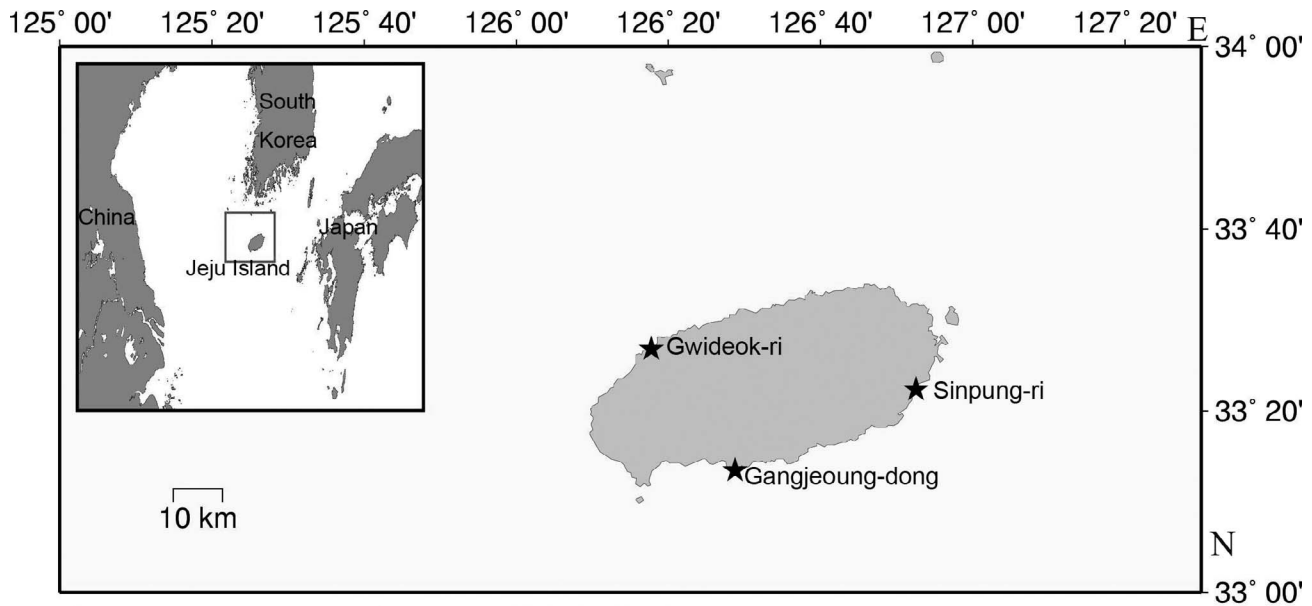 125° 00' 125° 20' 125° 40' 126° 00' 126° 20' 126° 40' 127° 00' 127° 20'
E
34° 00'
South
Korea
China
Japan
33° 40'
Jeju Island
Gwideok-ri
Sinpung-ri
33° 20'
Gangjeoung-dong
10 km
N
33° 00'